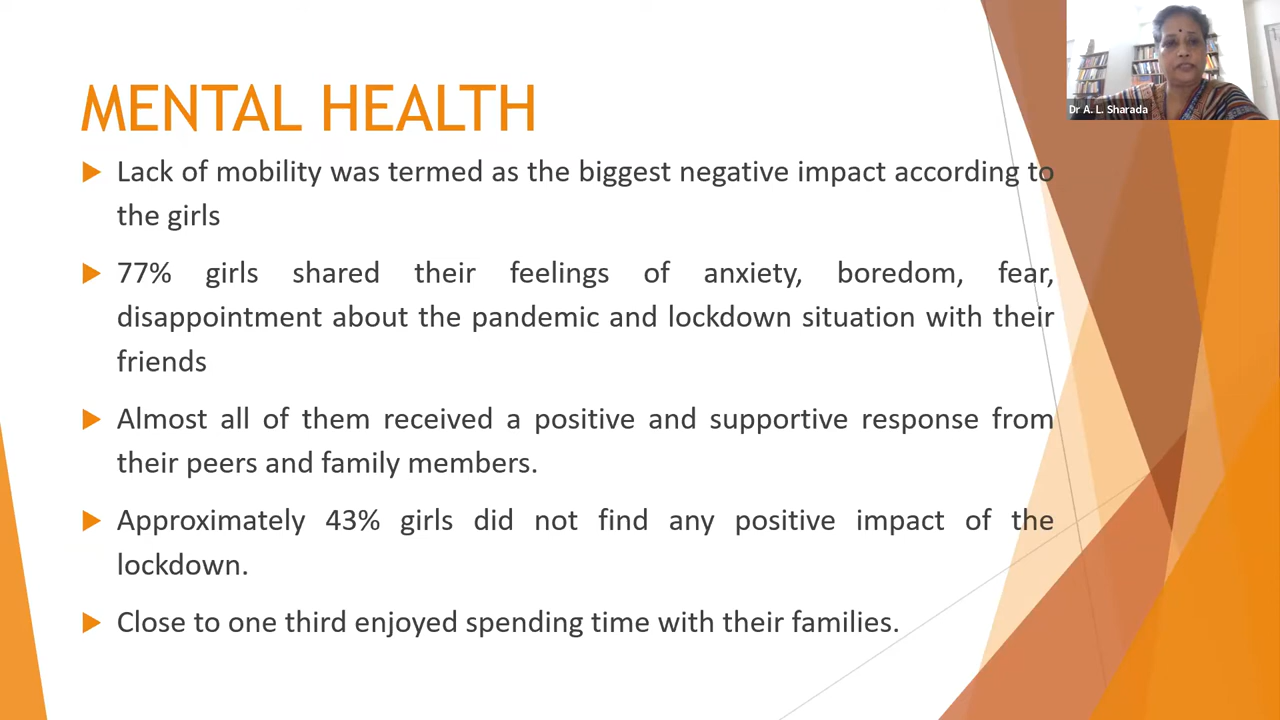 MENTAL HEALTH
Lack of mobility was termed as the biggest negative impact according to
the girls
77% girls shared their feelings of anxiety, boredom, fear,
disappointment about the pandemic and lockdown situation with their
friends
Almost all of them received a positive and supportive response from
their peers and family members.
Approximately 43% girls did not find any positive impact of the
lockdown.
Close to one third enjoyed spending time with their families.
Dr A. L. Sharada